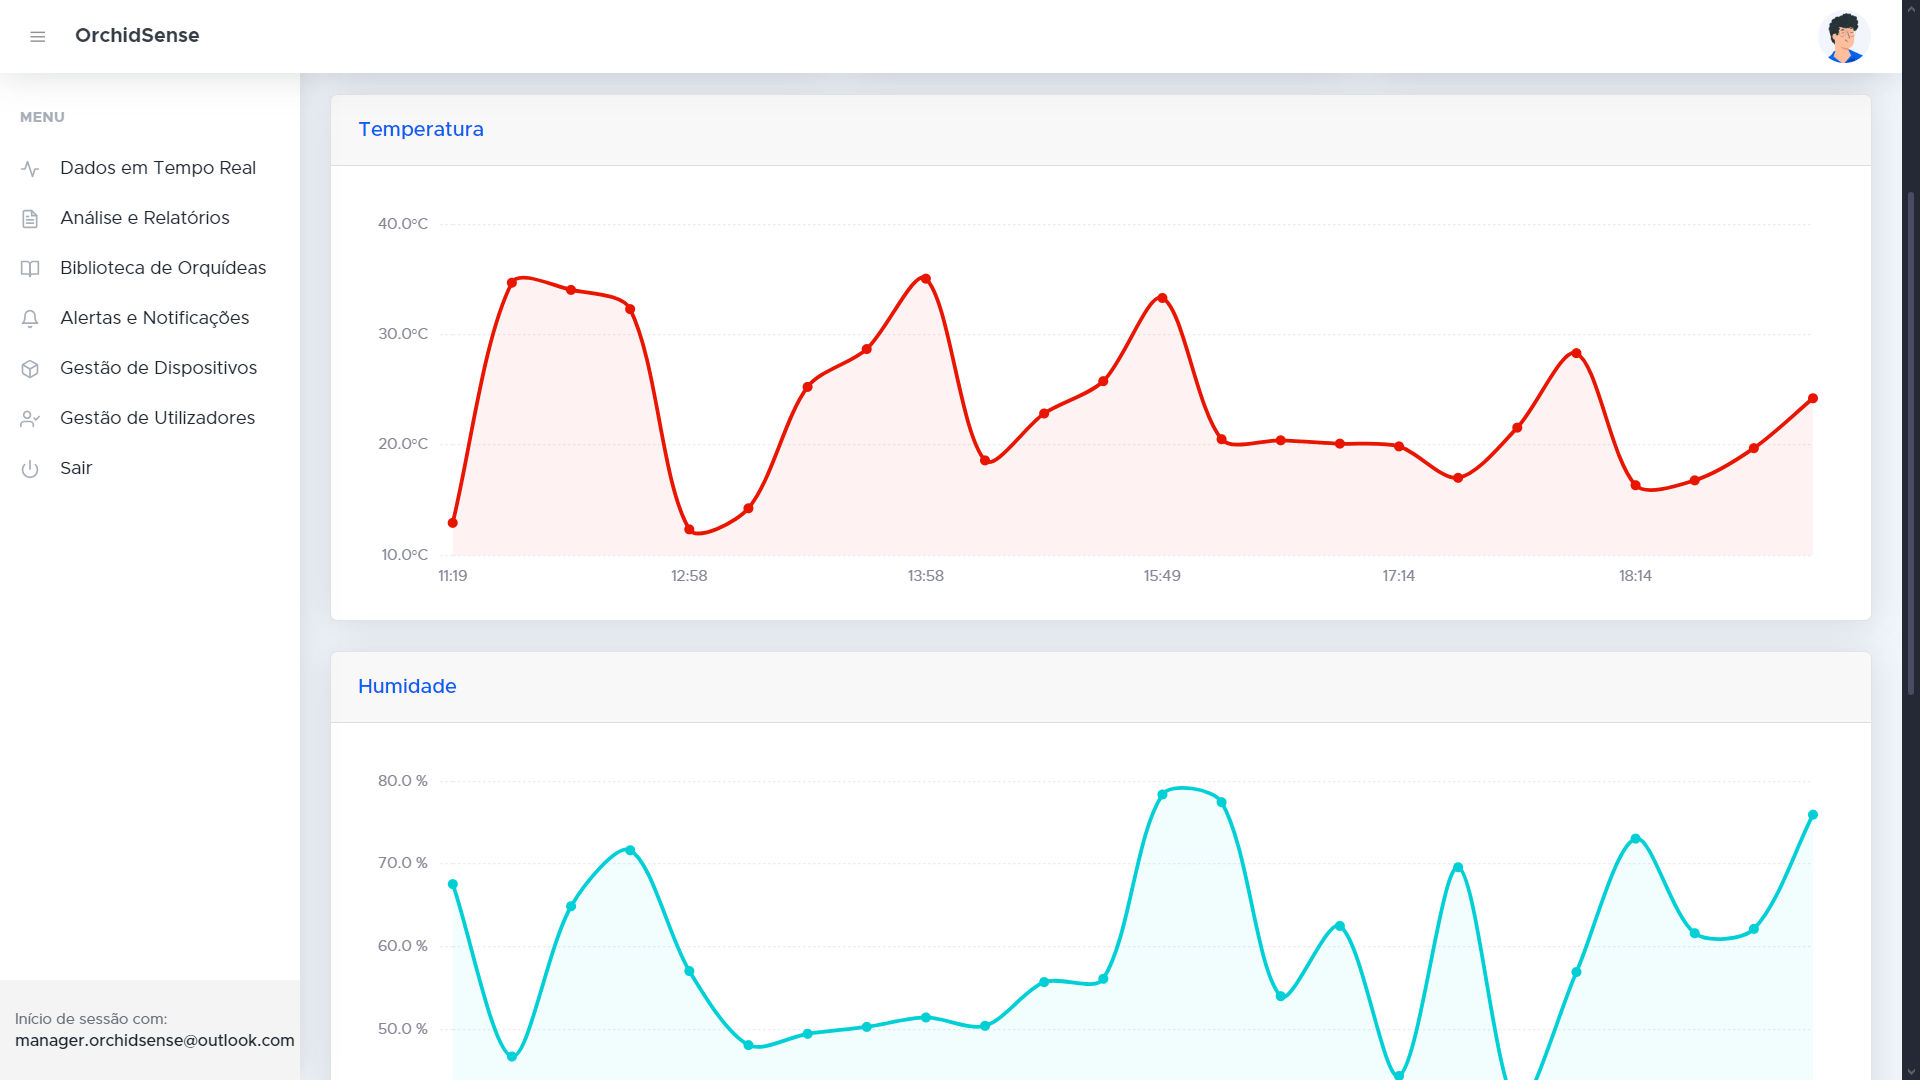 OrchidSense
MENU
Dados em Tempo Real
Análise e Relatórios
Biblioteca de Orquídeas
Alertas e Notificações
Gestão de Dispositivos
Gestão de Utilizadores
Sair
Início de sessão com:
manager.orchidsense@outlook.com
Temperatura
40.0°C
30.0°C
20.0°C
10.0°C
11:19 12:58 13:58 15:49 17:14 18:14
Humidade
80.0 %
70.0 %
60.0 %
50.0 %